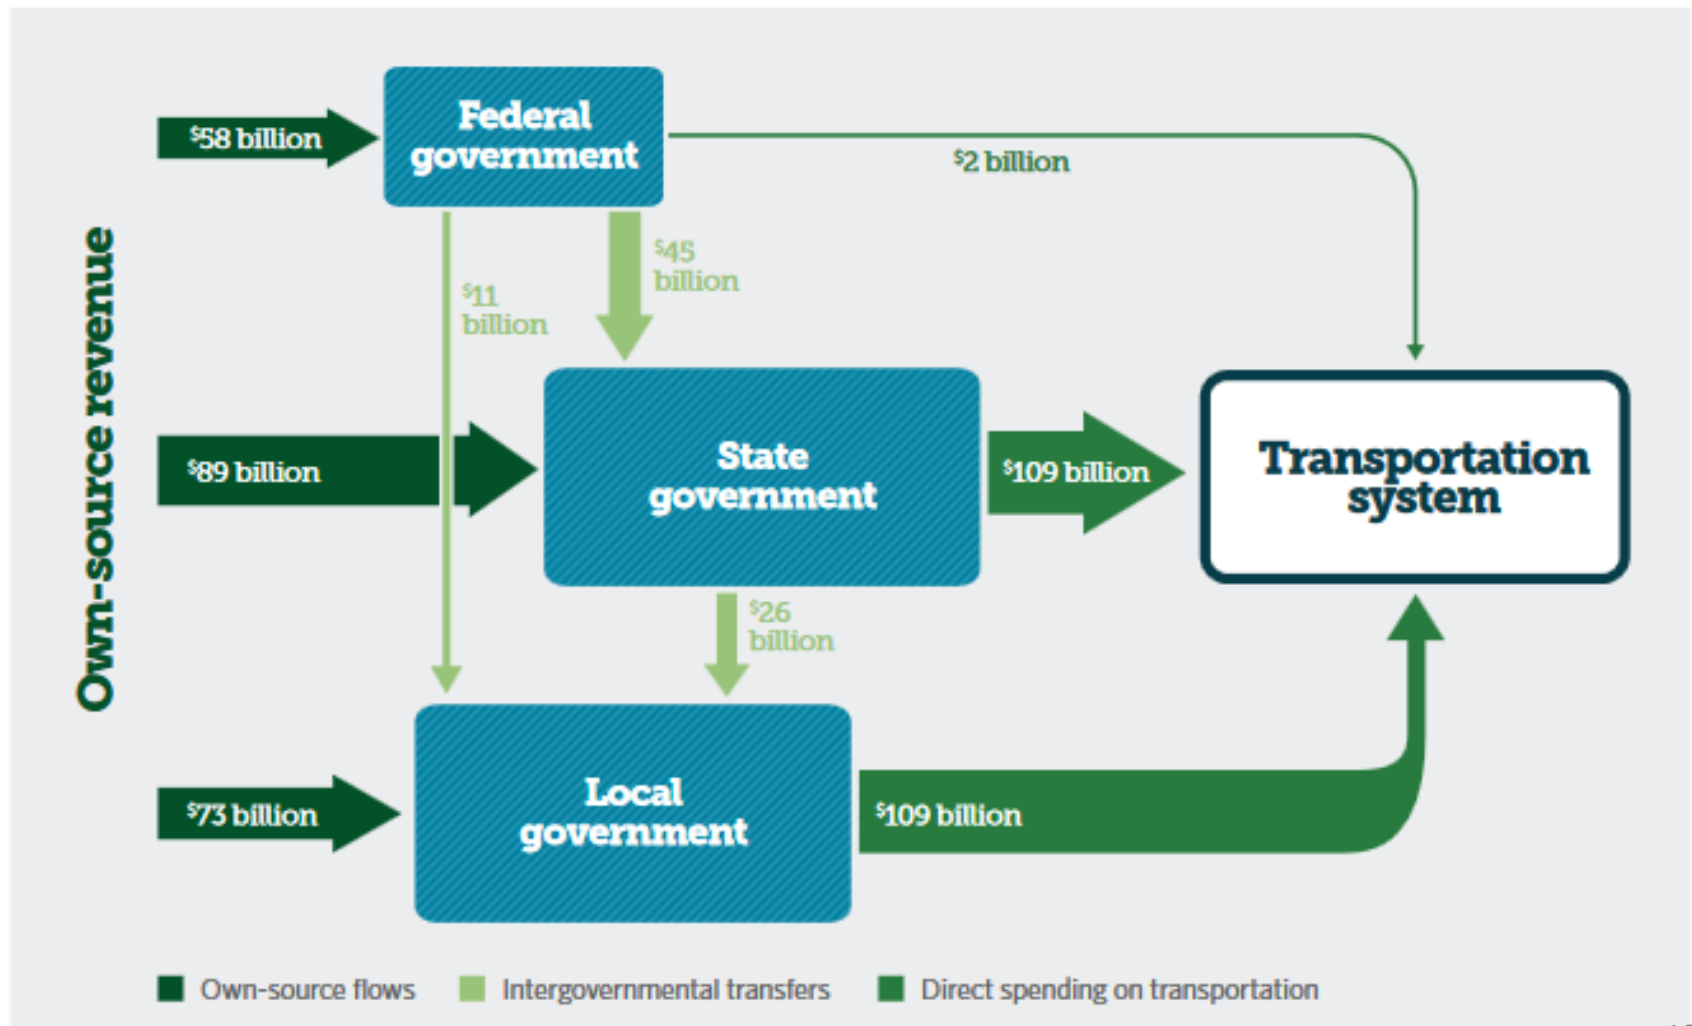 Own-source revenue
$58 billion
Federal
government
$2 billion
$45
billion
$11
billion
$89 billion
State
government
$109 billion
Transportation
system
$26
billion
$73 billion
Local
government
$109 billion
Own-source flows
Intergovernmental transfers
Direct spending on transportation